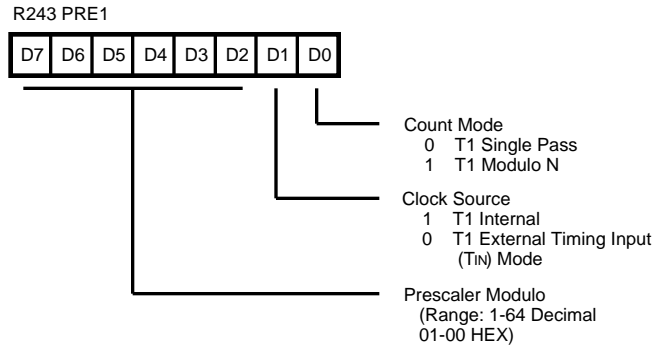 R243 PRE1
D7 D6 D5 D4 D3 D2 D1 D0
Count Mode
0 T1 Single Pass
1 T1 Modulo N
Clock Source
1 T1 Internal
0 T1 External Timing Input
(TIN) Mode
Prescaler Modulo
(Range: 1-64 Decimal
01-00 HEX)